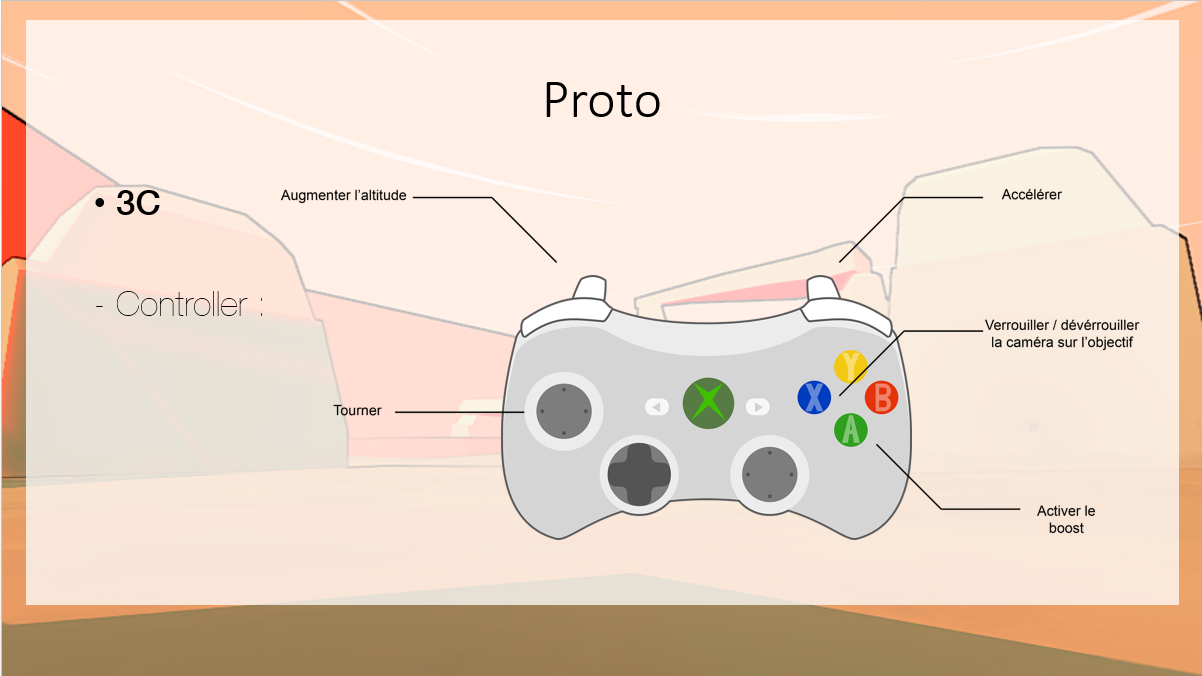 Proto
• 3C
- Controller :
Augmenter l’altitude
Accélérer
Verrouiller / dévérrouiller
la caméra sur l’objectif
Tourner
Y
X
B
A
Activer le
boost